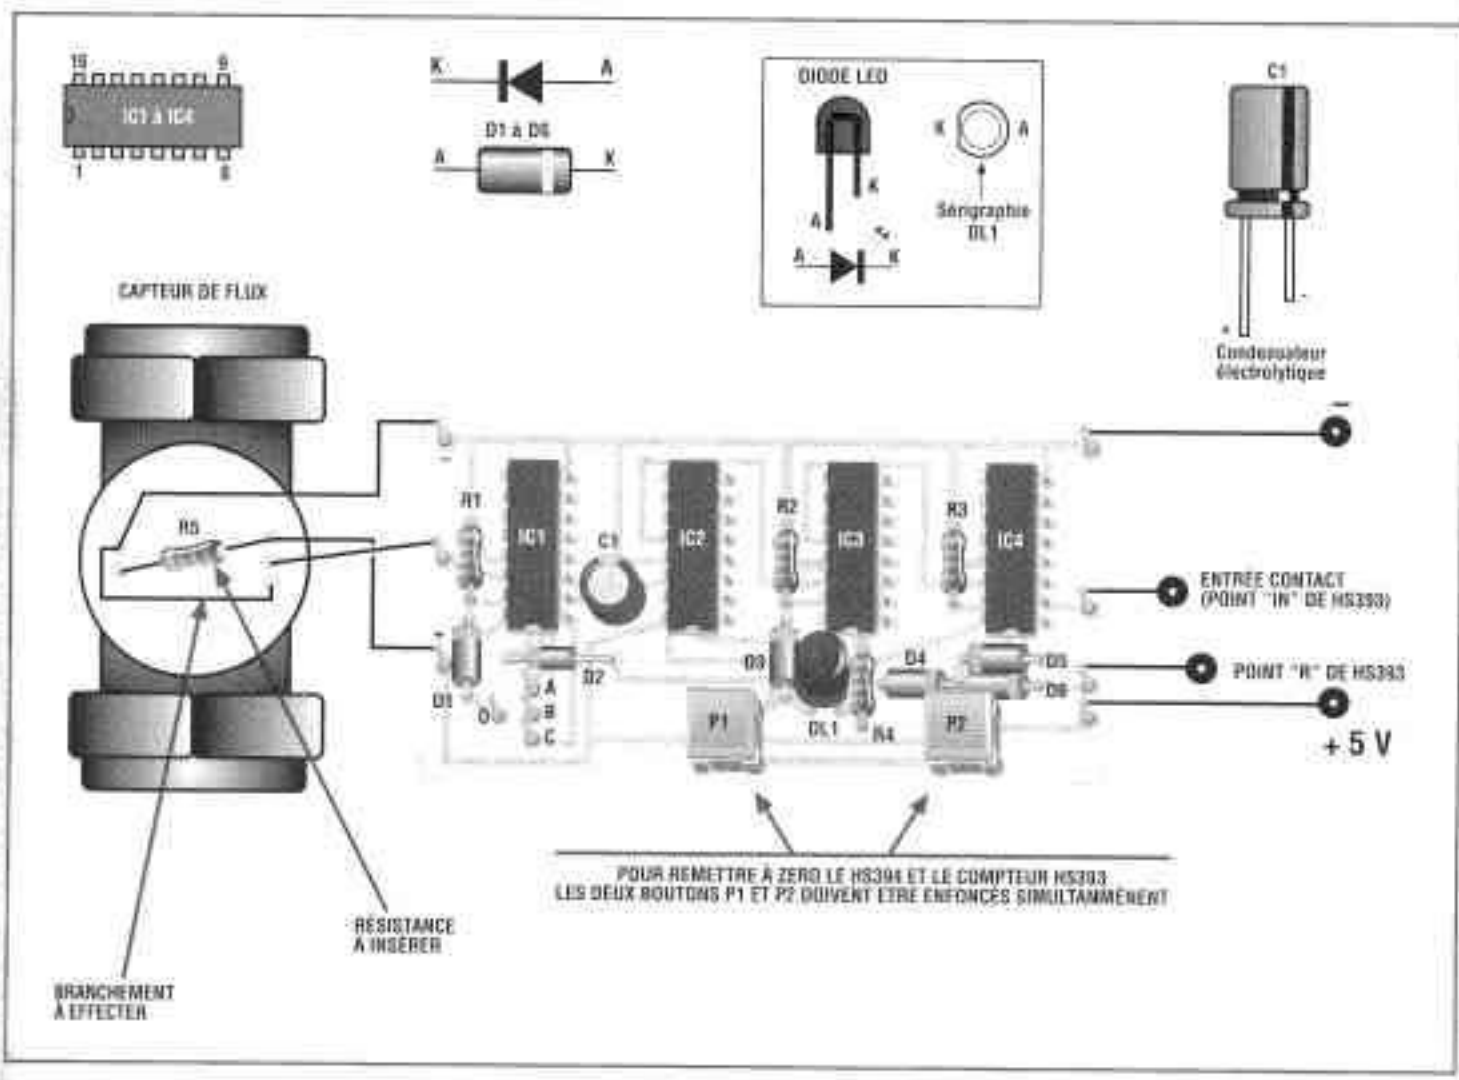 16 9
IC1 à IC4
1 8
K A
D1 à D6
A K
DIODE LED
K
A
A K
K A
Sérigraphie
DL1
C1
+ -
Condensateur
électrolytique
CAPTEUR DE FLUX
R5
-
+
R1
IC1
C1
IC2
R2
IC3
R3
IC4
D1
D2
D3
D4
D5
D6
O
A
B
C
P1
DL1
R4
P2
-
ENTRÉE CONTACT
(POINT "IN" DE HS393)
POINT "R" DE HS393
+ 5 V
POUR REMETTRE À ZERO LE HS394 ET LE COMPTEUR HS393
LES DEUX BOUTONS P1 ET P2 DOIVENT ETRE ENFONCÉS SIMULTANMÉNENT
RÉSISTANCE
À INSÉRER
BRANCHEMENT
À EFFECTER